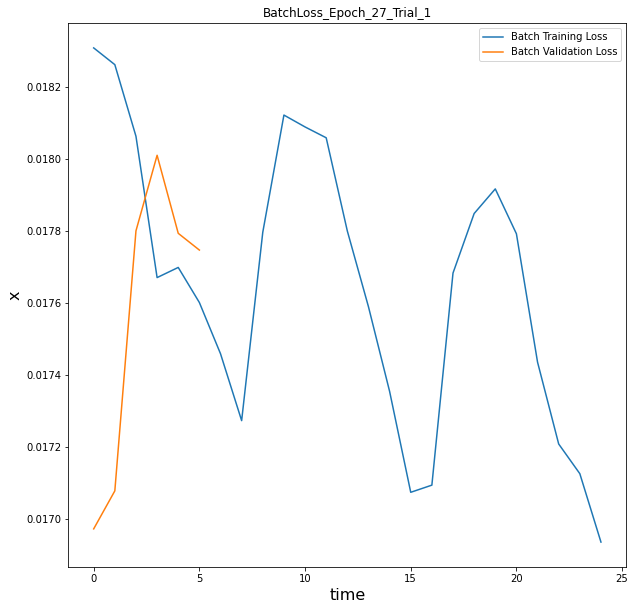 BatchLoss_Epoch_27_Trial_1
Batch Training Loss
Batch Validation Loss
0.0182
0.0180
0.0178
0.0176
0.0174
0.0172
0.0170
x
0 5 10 15 20 25
time